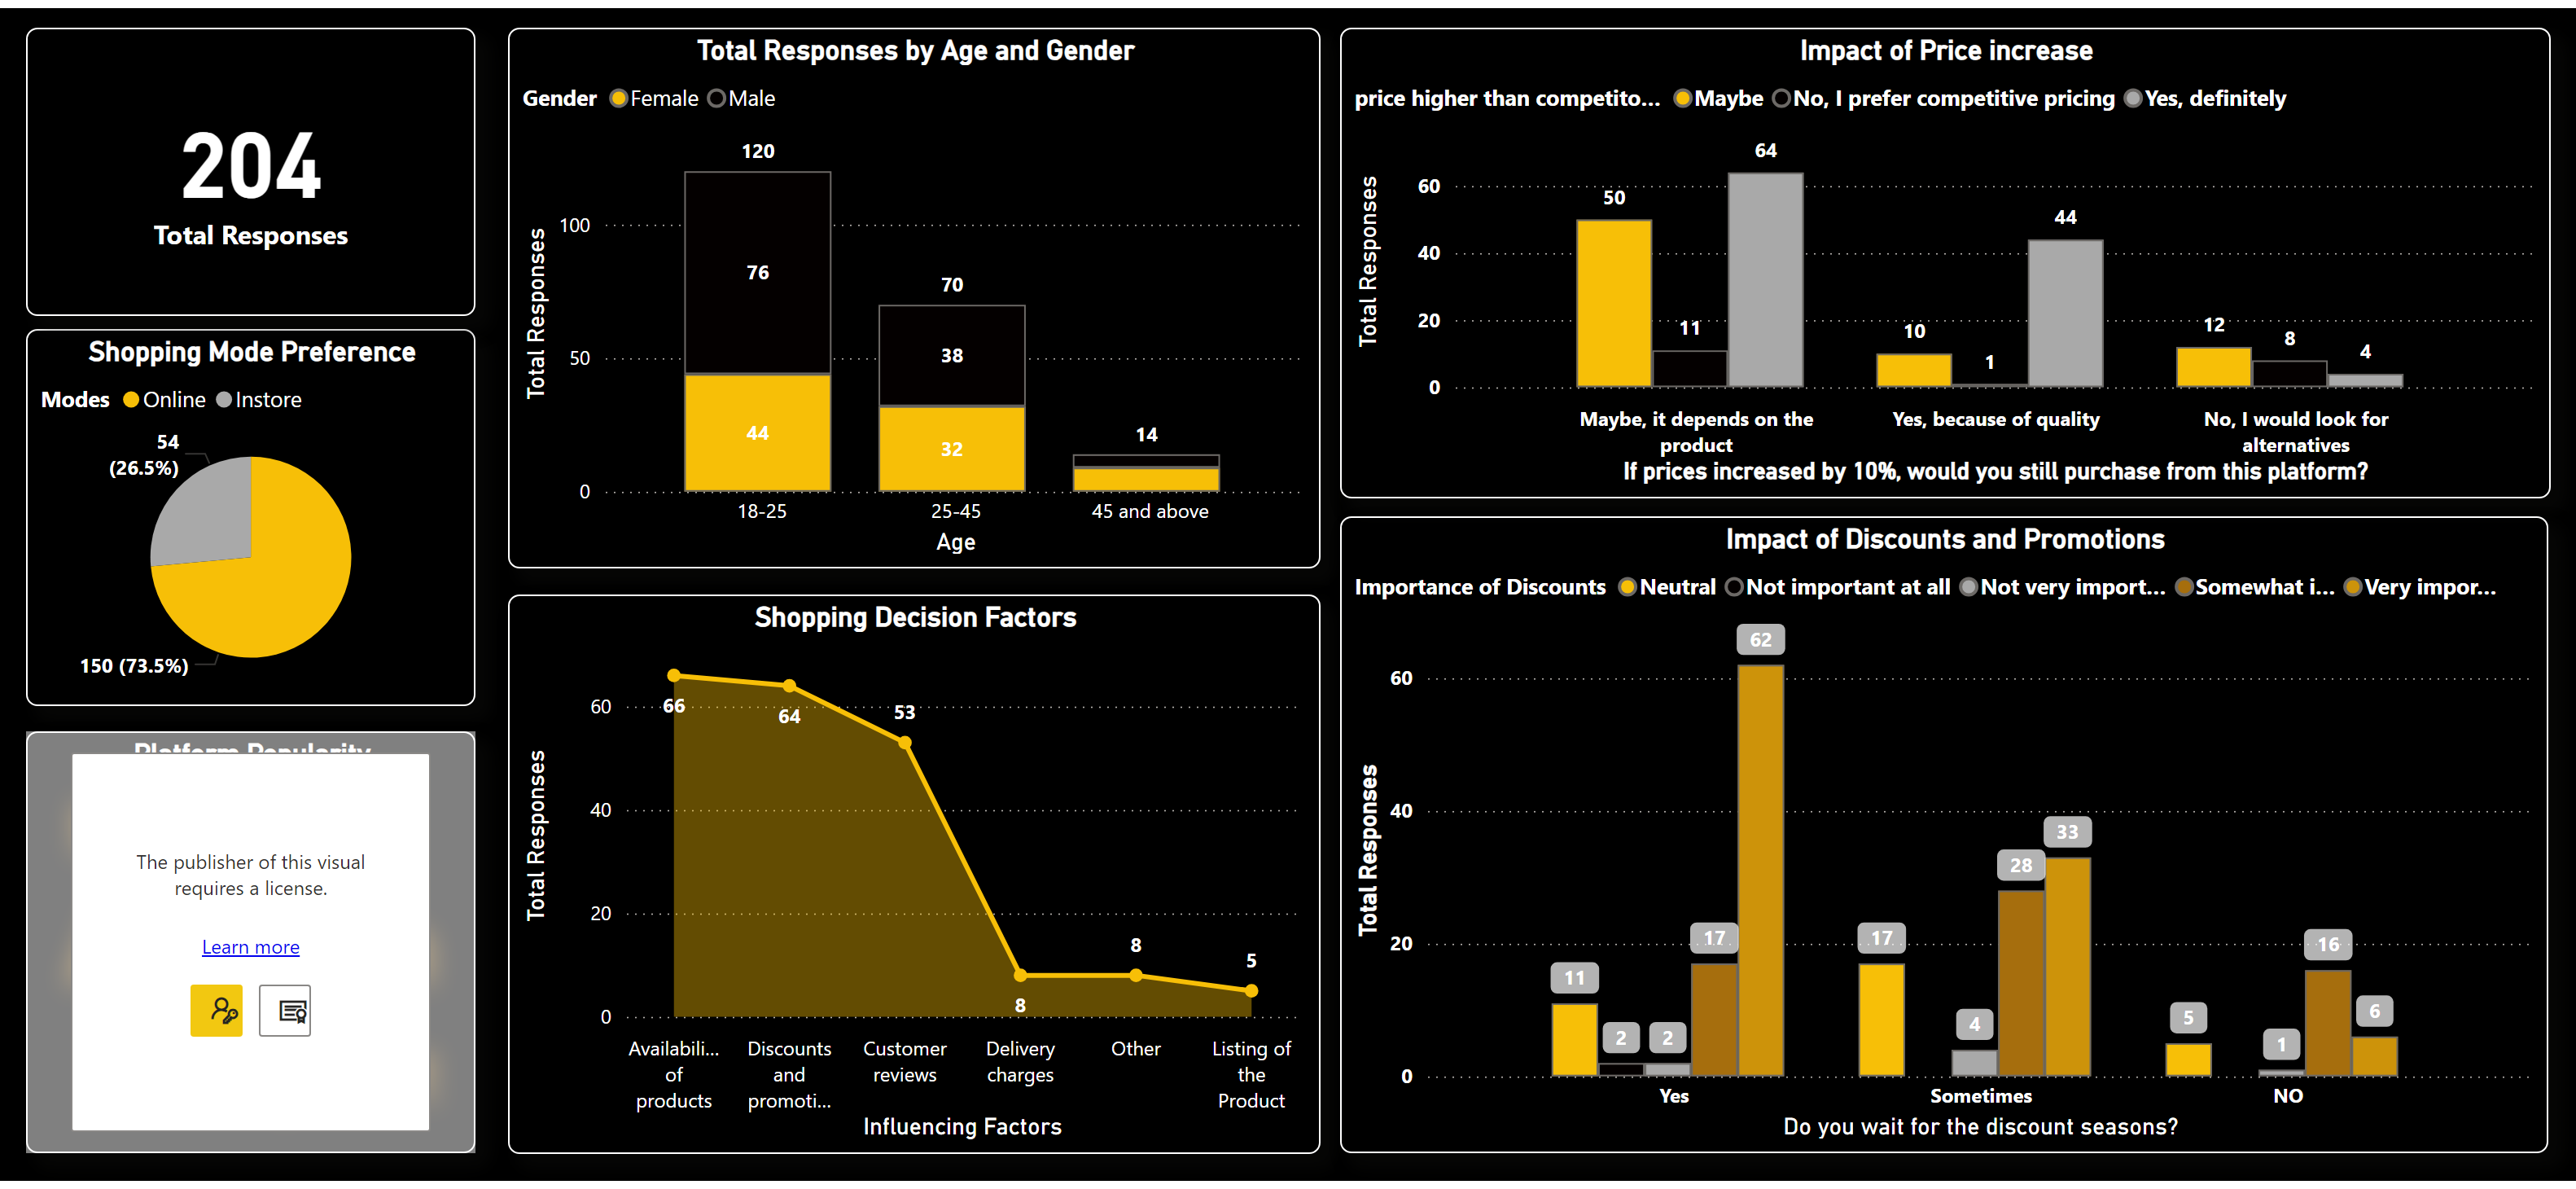 204
Total Responses
Shopping Mode Preference
Modes Online Instore
54
(26.5%)
150 (73.5%)
Platform Popularity
The publisher of this visual
requires a license.
Learn more
Total Responses by Age and Gender
Gender Female Male
Total Responses
100
50
0
120
76
44
70
38
32
14
18-25
25-45
45 and above
Age
Shopping Decision Factors
Total Responses
60
40
20
0
66
64
53
8
8
5
Availabili...
of
products
Discounts
and
promoti...
Customer
reviews
Delivery
charges
Other
Listing of
the
Product
Influencing Factors
Impact of Price increase
price higher than competito... Maybe No, I prefer competitive pricing Yes, definitely
Total Responses
60
40
20
0
50
11
64
10
1
44
12
8
4
Maybe, it depends on the
product
Yes, because of quality
No, I would look for
alternatives
If prices increased by 10%, would you still purchase from this platform?
Impact of Discounts and Promotions
Importance of Discounts Neutral Not important at all Not very import... Somewhat i... Very impor...
Total Responses
60
40
20
0
11
2
2
17
62
17
4
28
33
5
1
16
6
Yes
Sometimes
NO
Do you wait for the discount seasons?